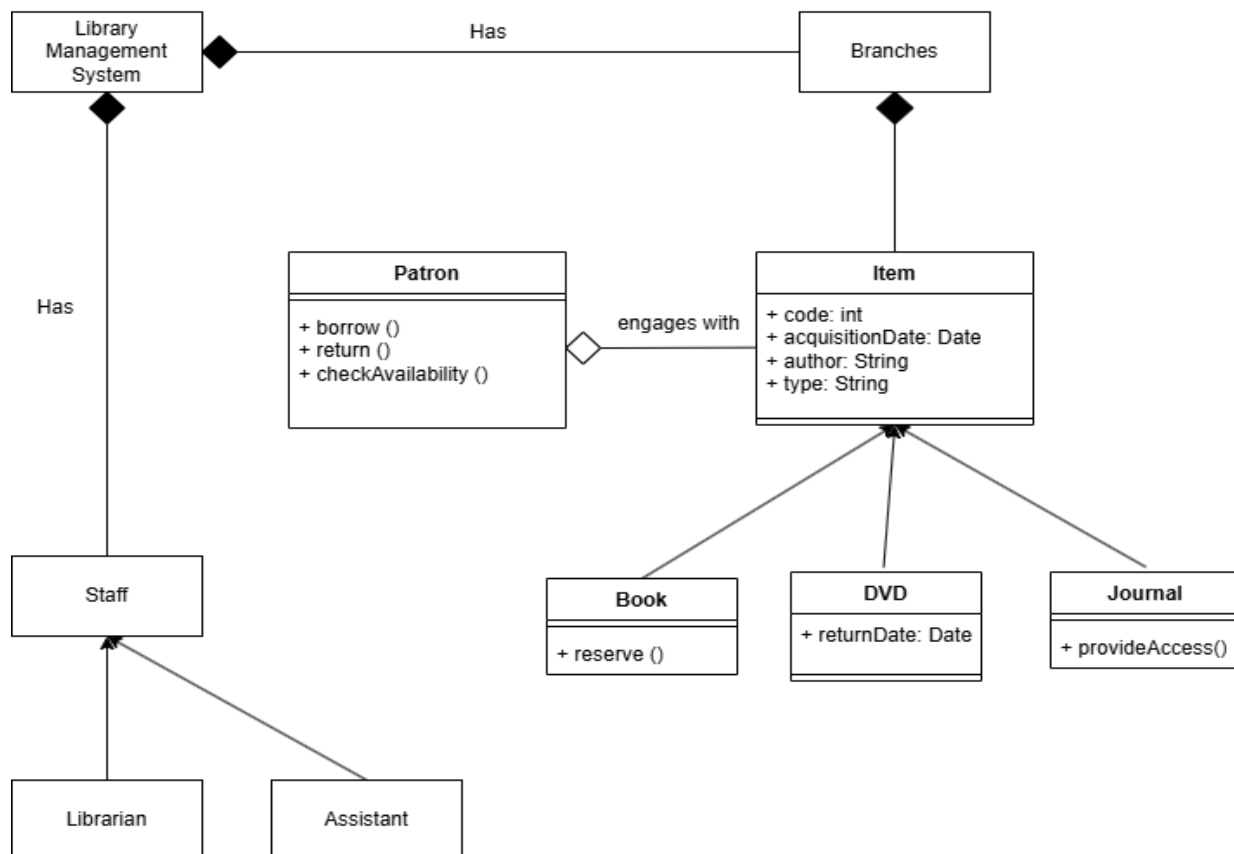 Library
Management
System
Has
Branches
Has
Patron
+ borrow ()
+ return ()
+ checkAvailability ()
engages with
Item
+ code: int
+ acquisitionDate: Date
+ author: String
+ type: String
Staff
Book
+ reserve ()
DVD
+ returnDate: Date
Journal
+ provideAccess()
Librarian
Assistant